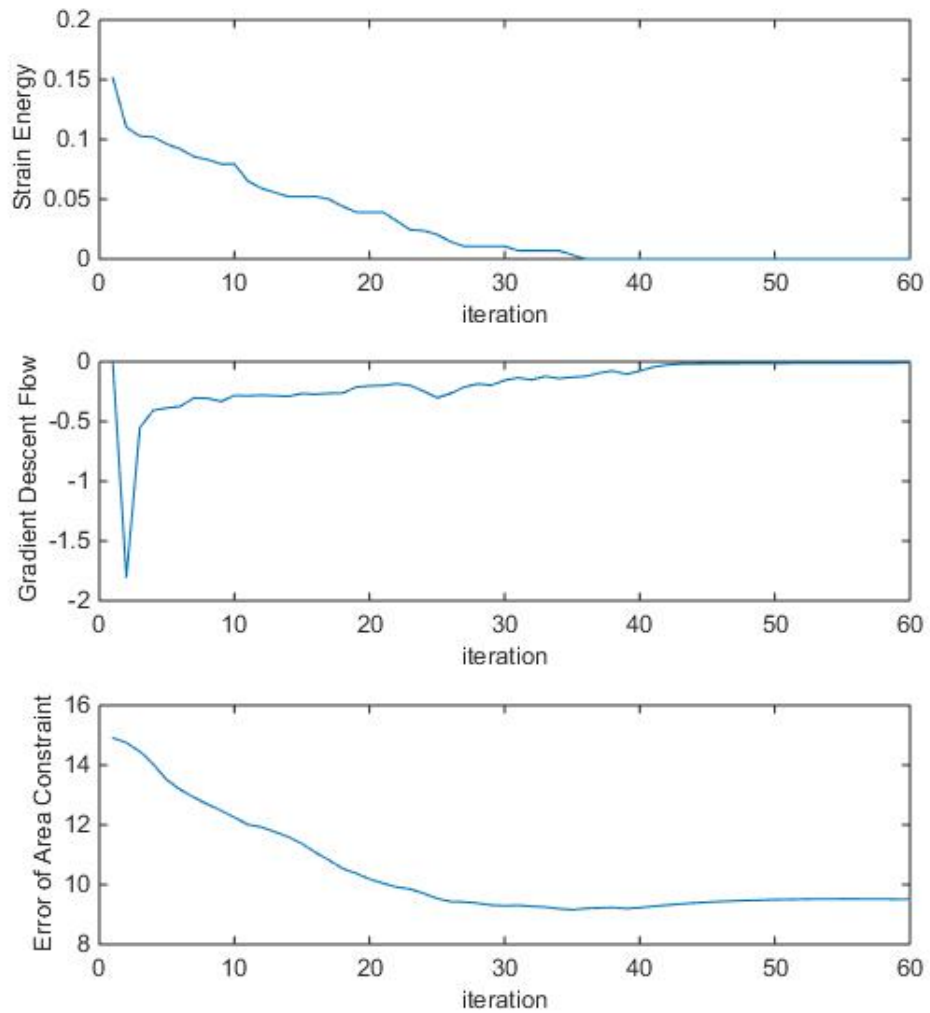 0.2
0.15
0.1
0.05
0
Strain Energy
0 10 20 30 40 50 60
iteration
0
-0.5
-1
-1.5
-2
Gradient Descent Flow
0 10 20 30 40 50 60
iteration
16
14
12
10
8
Error of Area Constraint
0 10 20 30 40 50 60
iteration